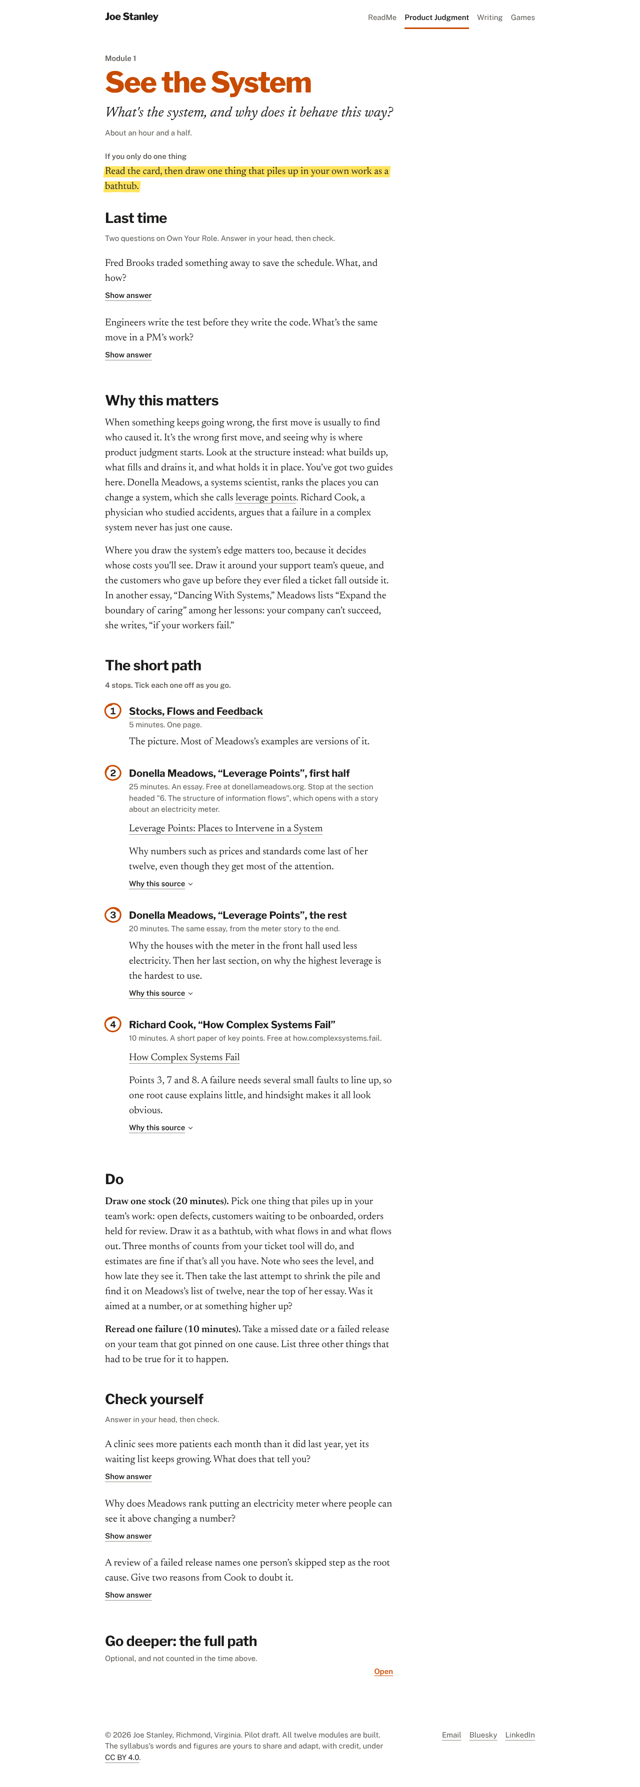 Joe Stanley
ReadMe Product Judgment Writing Games
Module 1
See the System
What's the system, and why does it behave this way?
About an hour and a half.
If you only do one thing
Read the card, then draw one thing that piles up in your own work as a
bathtub.
Last time
Two questions on Own Your Role. Answer in your head, then check.
Fred Brooks traded something away to save the schedule. What, and
how?
Show answer
Engineers write the test before they write the code. What's the same
move in a PM's work?
Show answer
Why this matters
When something keeps going wrong, the first move is usually to find
who caused it. It's the wrong first move, and seeing why is where
product judgment starts. Look at the structure instead: what builds up,
what fills and drains it, and what holds it in place. You've got two guides
here. Donella Meadows, a systems scientist, ranks the places you can
change a system, which she calls leverage points. Richard Cook, a
physician who studied accidents, argues that a failure in a complex
system never has just one cause.
Where you draw the system's edge matters too, because it decides
whose costs you'll see. Draw it around your support team's queue, and
the customers who gave up before they ever filed a ticket fall outside it.
In another essay, “Dancing With Systems,” Meadows lists “Expand the
boundary of caring” among her lessons: your company can't succeed,
she writes, “if your workers fail.”
The short path
4 stops. Tick each one off as you go.
1 Stocks, Flows and Feedback
5 minutes. One page.
The picture. Most of Meadows's examples are versions of it.
2 Donella Meadows, “Leverage Points”, first half
25 minutes. An essay. Free at donellameadows.org. Stop at the section
headed "6. The structure of information flows", which opens with a story
about an electricity meter.
Leverage Points: Places to Intervene in a System
Why numbers such as prices and standards come last of her
twelve, even though they get most of the attention.
Why this source
3 Donella Meadows, “Leverage Points”, the rest
20 minutes. The same essay, from the meter story to the end.
Why the houses with the meter in the front hall used less
electricity. Then her last section, on why the highest leverage is
the hardest to use.
Why this source
4 Richard Cook, “How Complex Systems Fail”
10 minutes. A short paper of key points. Free at how.complexsystems.fail.
How Complex Systems Fail
Points 3, 7 and 8. A failure needs several small faults to line up, so
one root cause explains little, and hindsight makes it all look
obvious.
Why this source
Do
Draw one stock (20 minutes). Pick one thing that piles up in your
team's work: open defects, customers waiting to be onboarded, orders
held for review. Draw it as a bathtub, with what flows in and what flows
out. Three months of counts from your ticket tool will do, and
estimates are fine if that's all you have. Note who sees the level, and
how late they see it. Then take the last attempt to shrink the pile and
find it on Meadows's list of twelve, near the top of her essay. Was it
aimed at a number, or at something higher up?
Reread one failure (10 minutes). Take a missed date or a failed release
on your team that got pinned on one cause. List three other things that
had to be true for it to happen.
Check yourself
Answer in your head, then check.
A clinic sees more patients each month than it did last year, yet its
waiting list keeps growing. What does that tell you?
Show answer
Why does Meadows rank putting an electricity meter where people can
see it above changing a number?
Show answer
A review of a failed release names one person's skipped step as the root
cause. Give two reasons from Cook to doubt it.
Show answer
Go deeper: the full path
Optional, and not counted in the time above.
Open
© 2026 Joe Stanley, Richmond, Virginia. Pilot draft. All twelve modules are built.
The syllabus's words and figures are yours to share and adapt, with credit, under
CC BY 4.0.
Email Bluesky LinkedIn